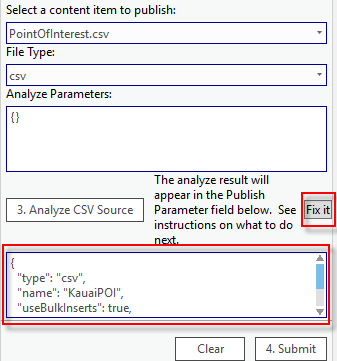 Select a content item to publish:
PointOfInterest.csv
File Type:
csv
Analyze Parameters:
{}
The analyze result will
appear in the Publish
Parameter field below.  See
instructions on what to do
next.
3. Analyze CSV Source
Fix it
{
"type": "csv",
"name": "KauaiPOI",
"useBulkInserts": true,
Clear
4. Submit